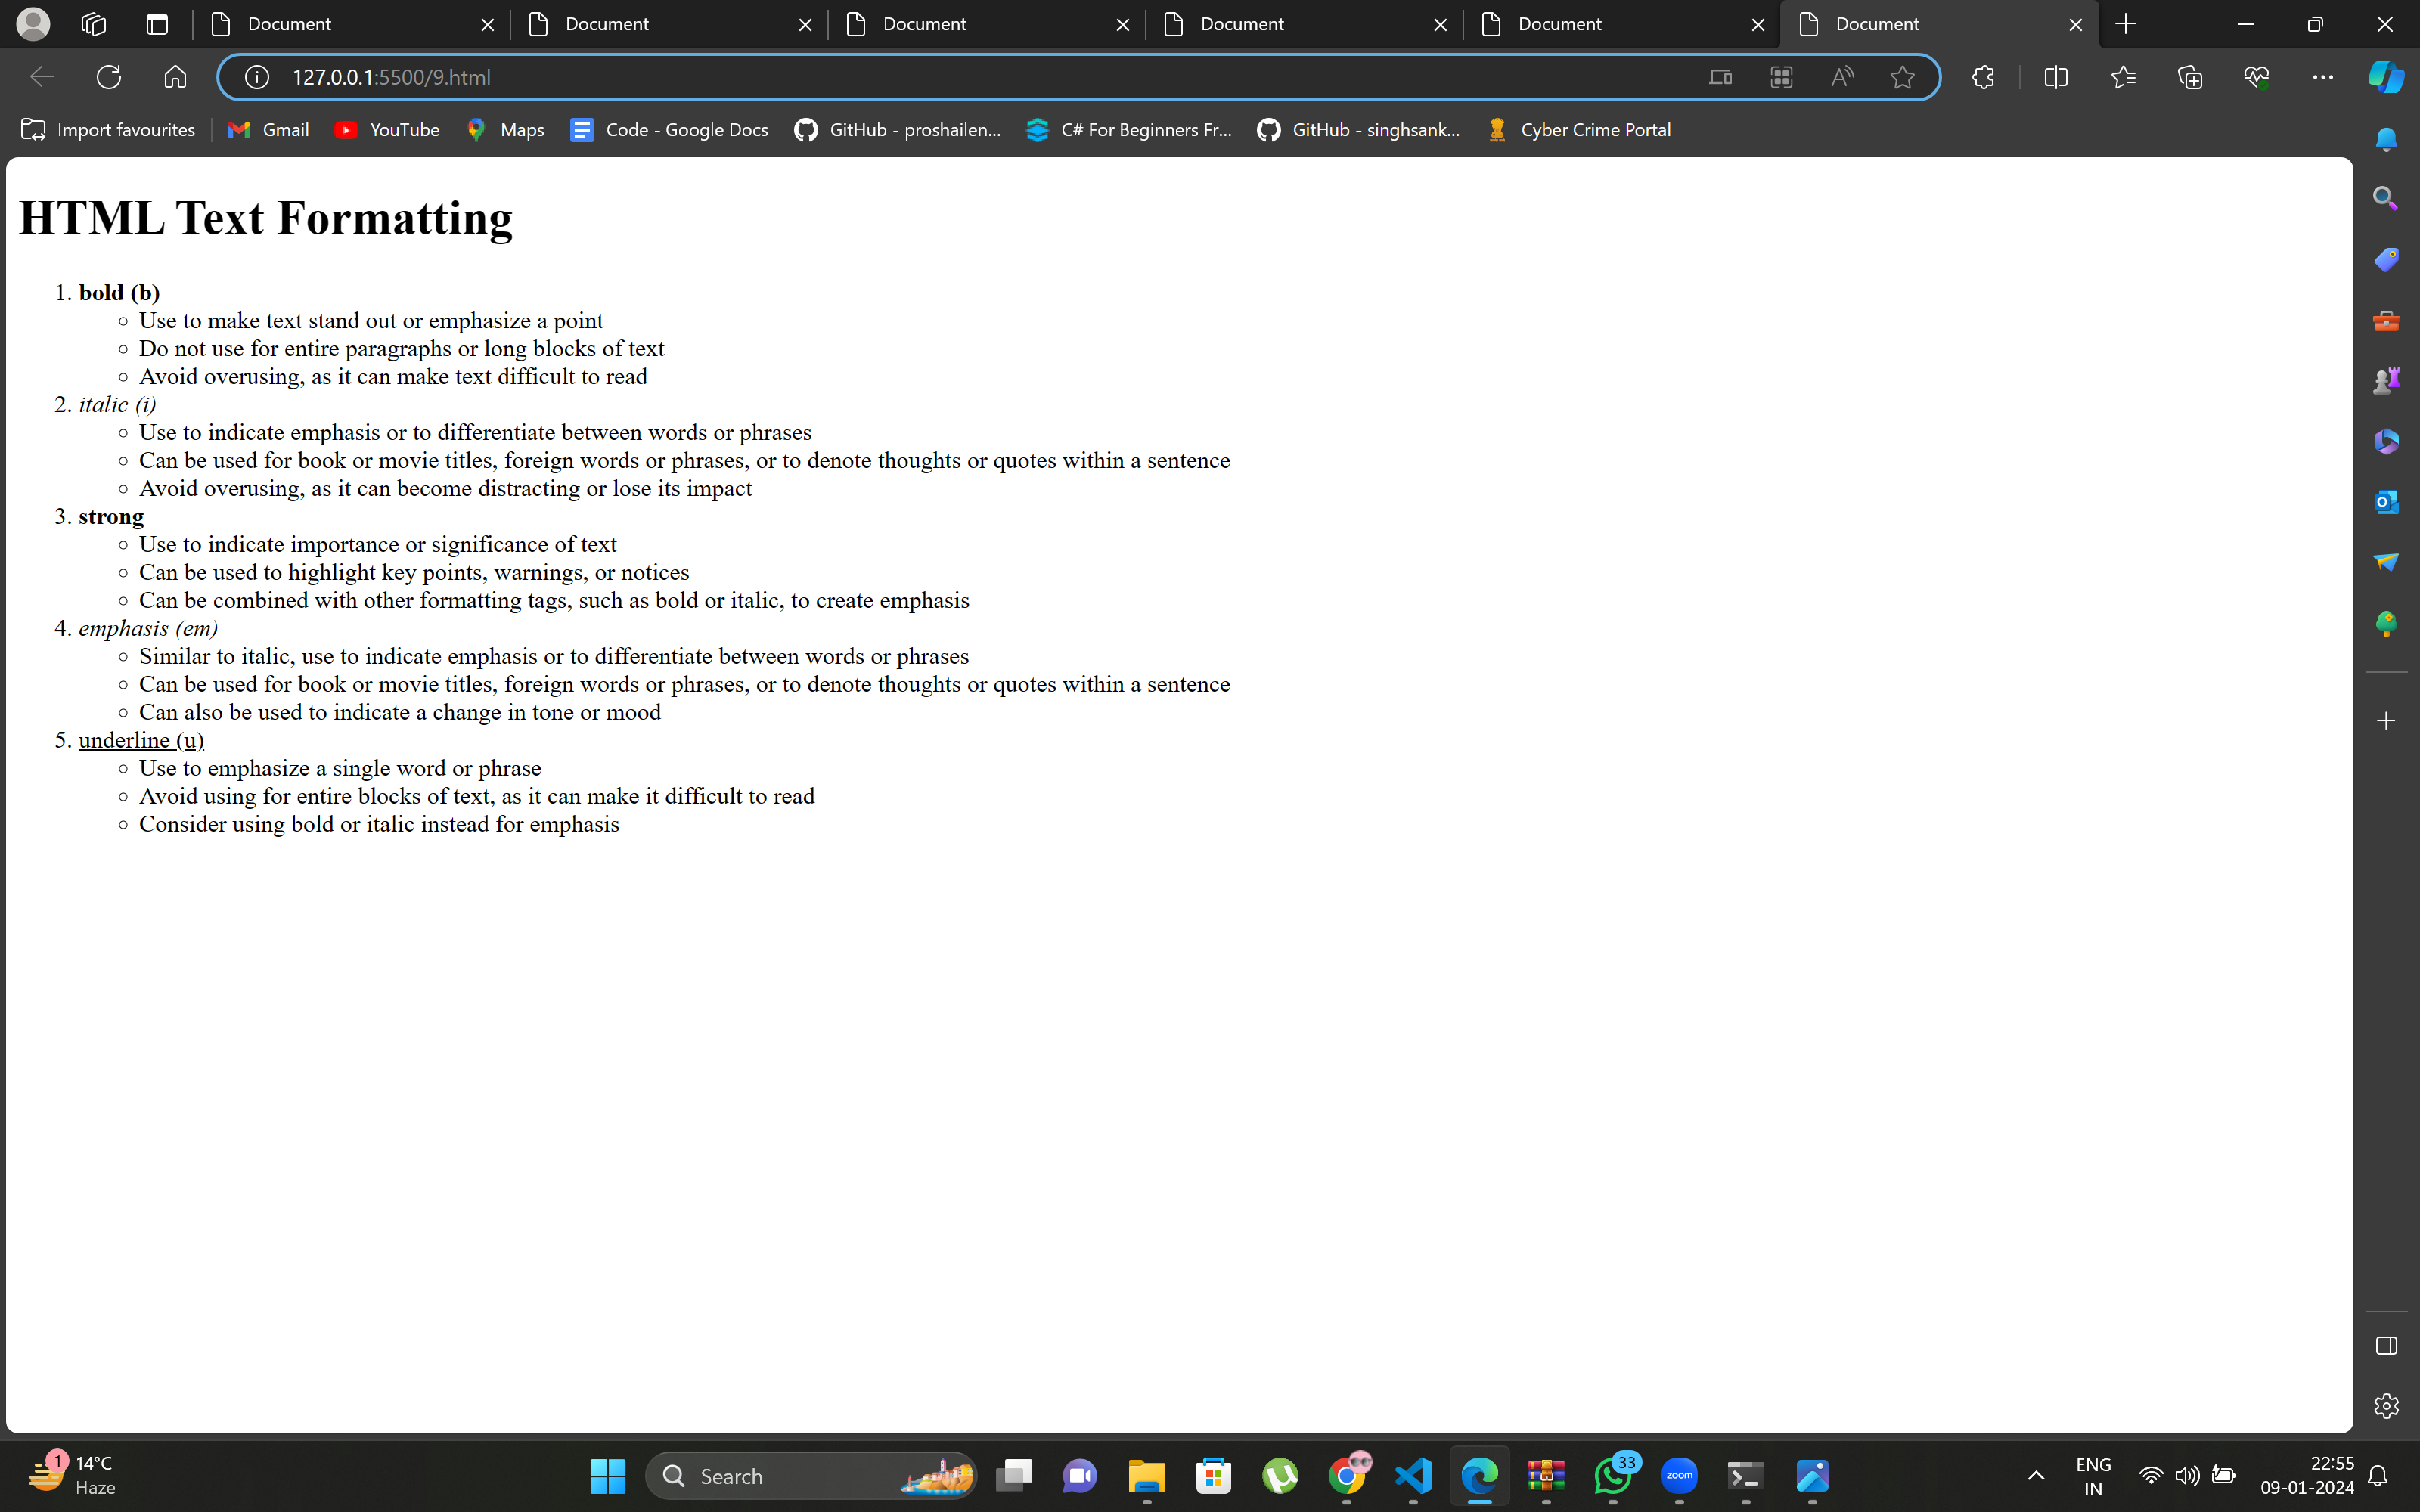 Document
Document
Document
Document
Document
Document
127.0.0.1:5500/9.html
Import favourites
Gmail
YouTube
Maps
Code - Google Docs
GitHub - proshailen...
C# For Beginners Fr...
GitHub - singhsank...
Cyber Crime Portal
HTML Text Formatting
1. bold (b)
Use to make text stand out or emphasize a point
Do not use for entire paragraphs or long blocks of text
Avoid overusing, as it can make text difficult to read
2. italic (i)
Use to indicate emphasis or to differentiate between words or phrases
Can be used for book or movie titles, foreign words or phrases, or to denote thoughts or quotes within a sentence
Avoid overusing, as it can become distracting or lose its impact
3. strong
Use to indicate importance or significance of text
Can be used to highlight key points, warnings, or notices
Can be combined with other formatting tags, such as bold or italic, to create emphasis
4. emphasis (em)
Similar to italic, use to indicate emphasis or to differentiate between words or phrases
Can be used for book or movie titles, foreign words or phrases, or to denote thoughts or quotes within a sentence
Can also be used to indicate a change in tone or mood
5. underline (u)
Use to emphasize a single word or phrase
Avoid using for entire blocks of text, as it can make it difficult to read
Consider using bold or italic instead for emphasis
1
14°C
Haze
Search
33
zoom
ENG
IN
22:55
09-01-2024